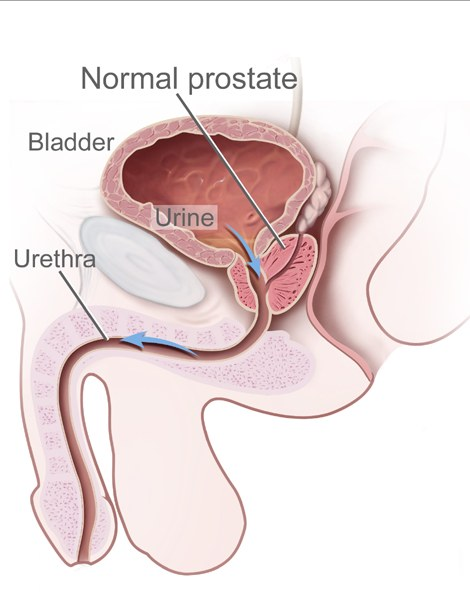 Normal prostate
Bladder
Urine
Urethra